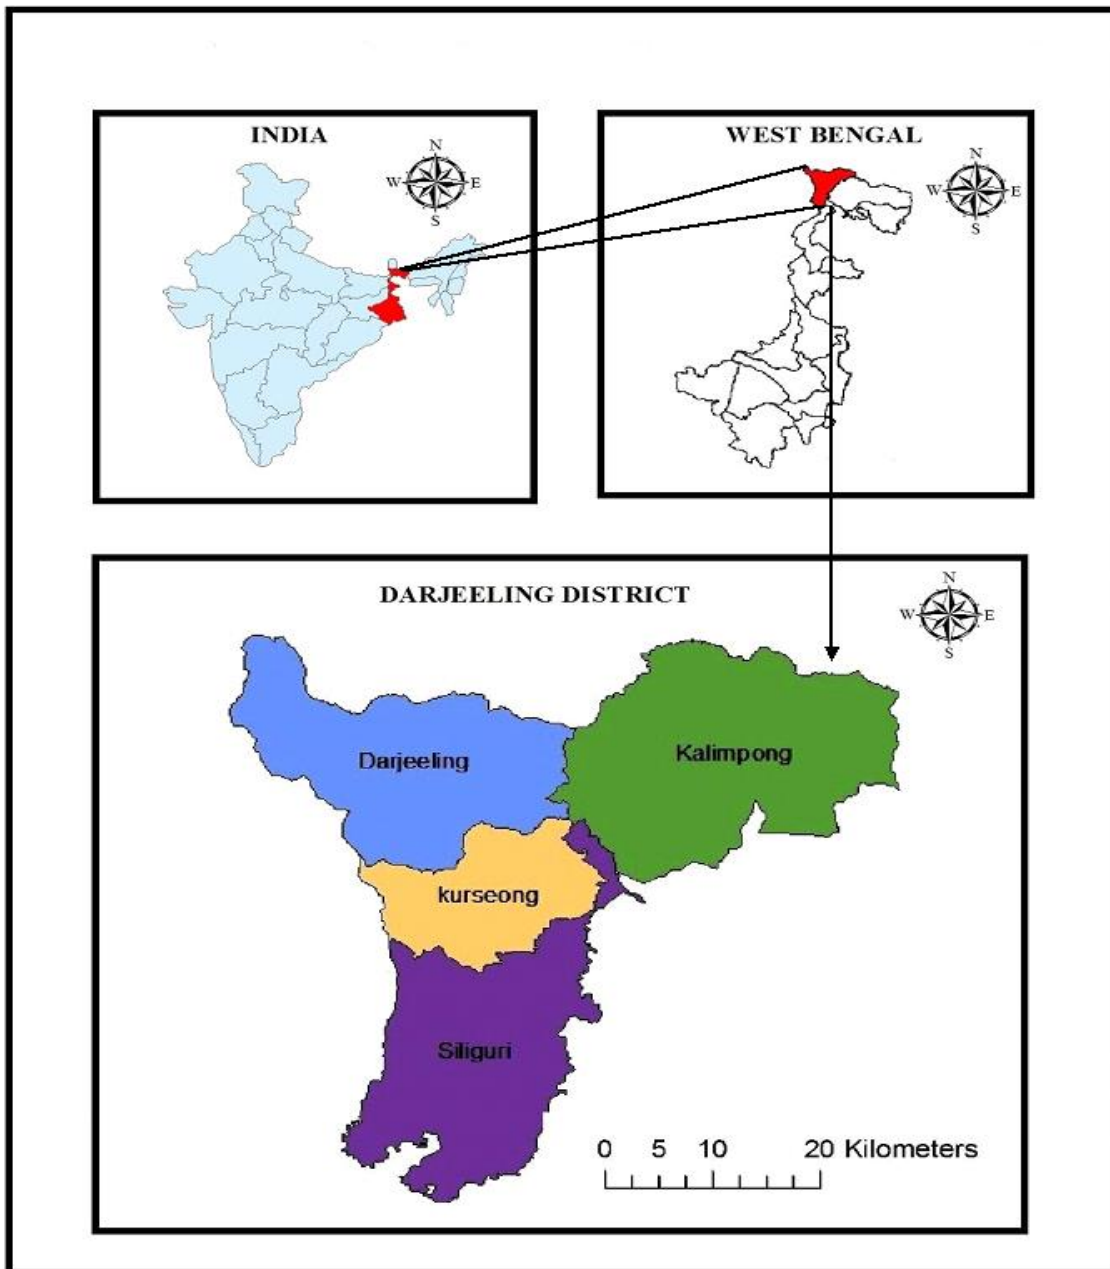 INDIA
N
W E
S
WEST BENGAL
N
W E
S
DARJEELING DISTRICT
N
W E
S
Darjeeling
Kalimpong
kurseong
Siliguri
0 5 10 20 Kilometers